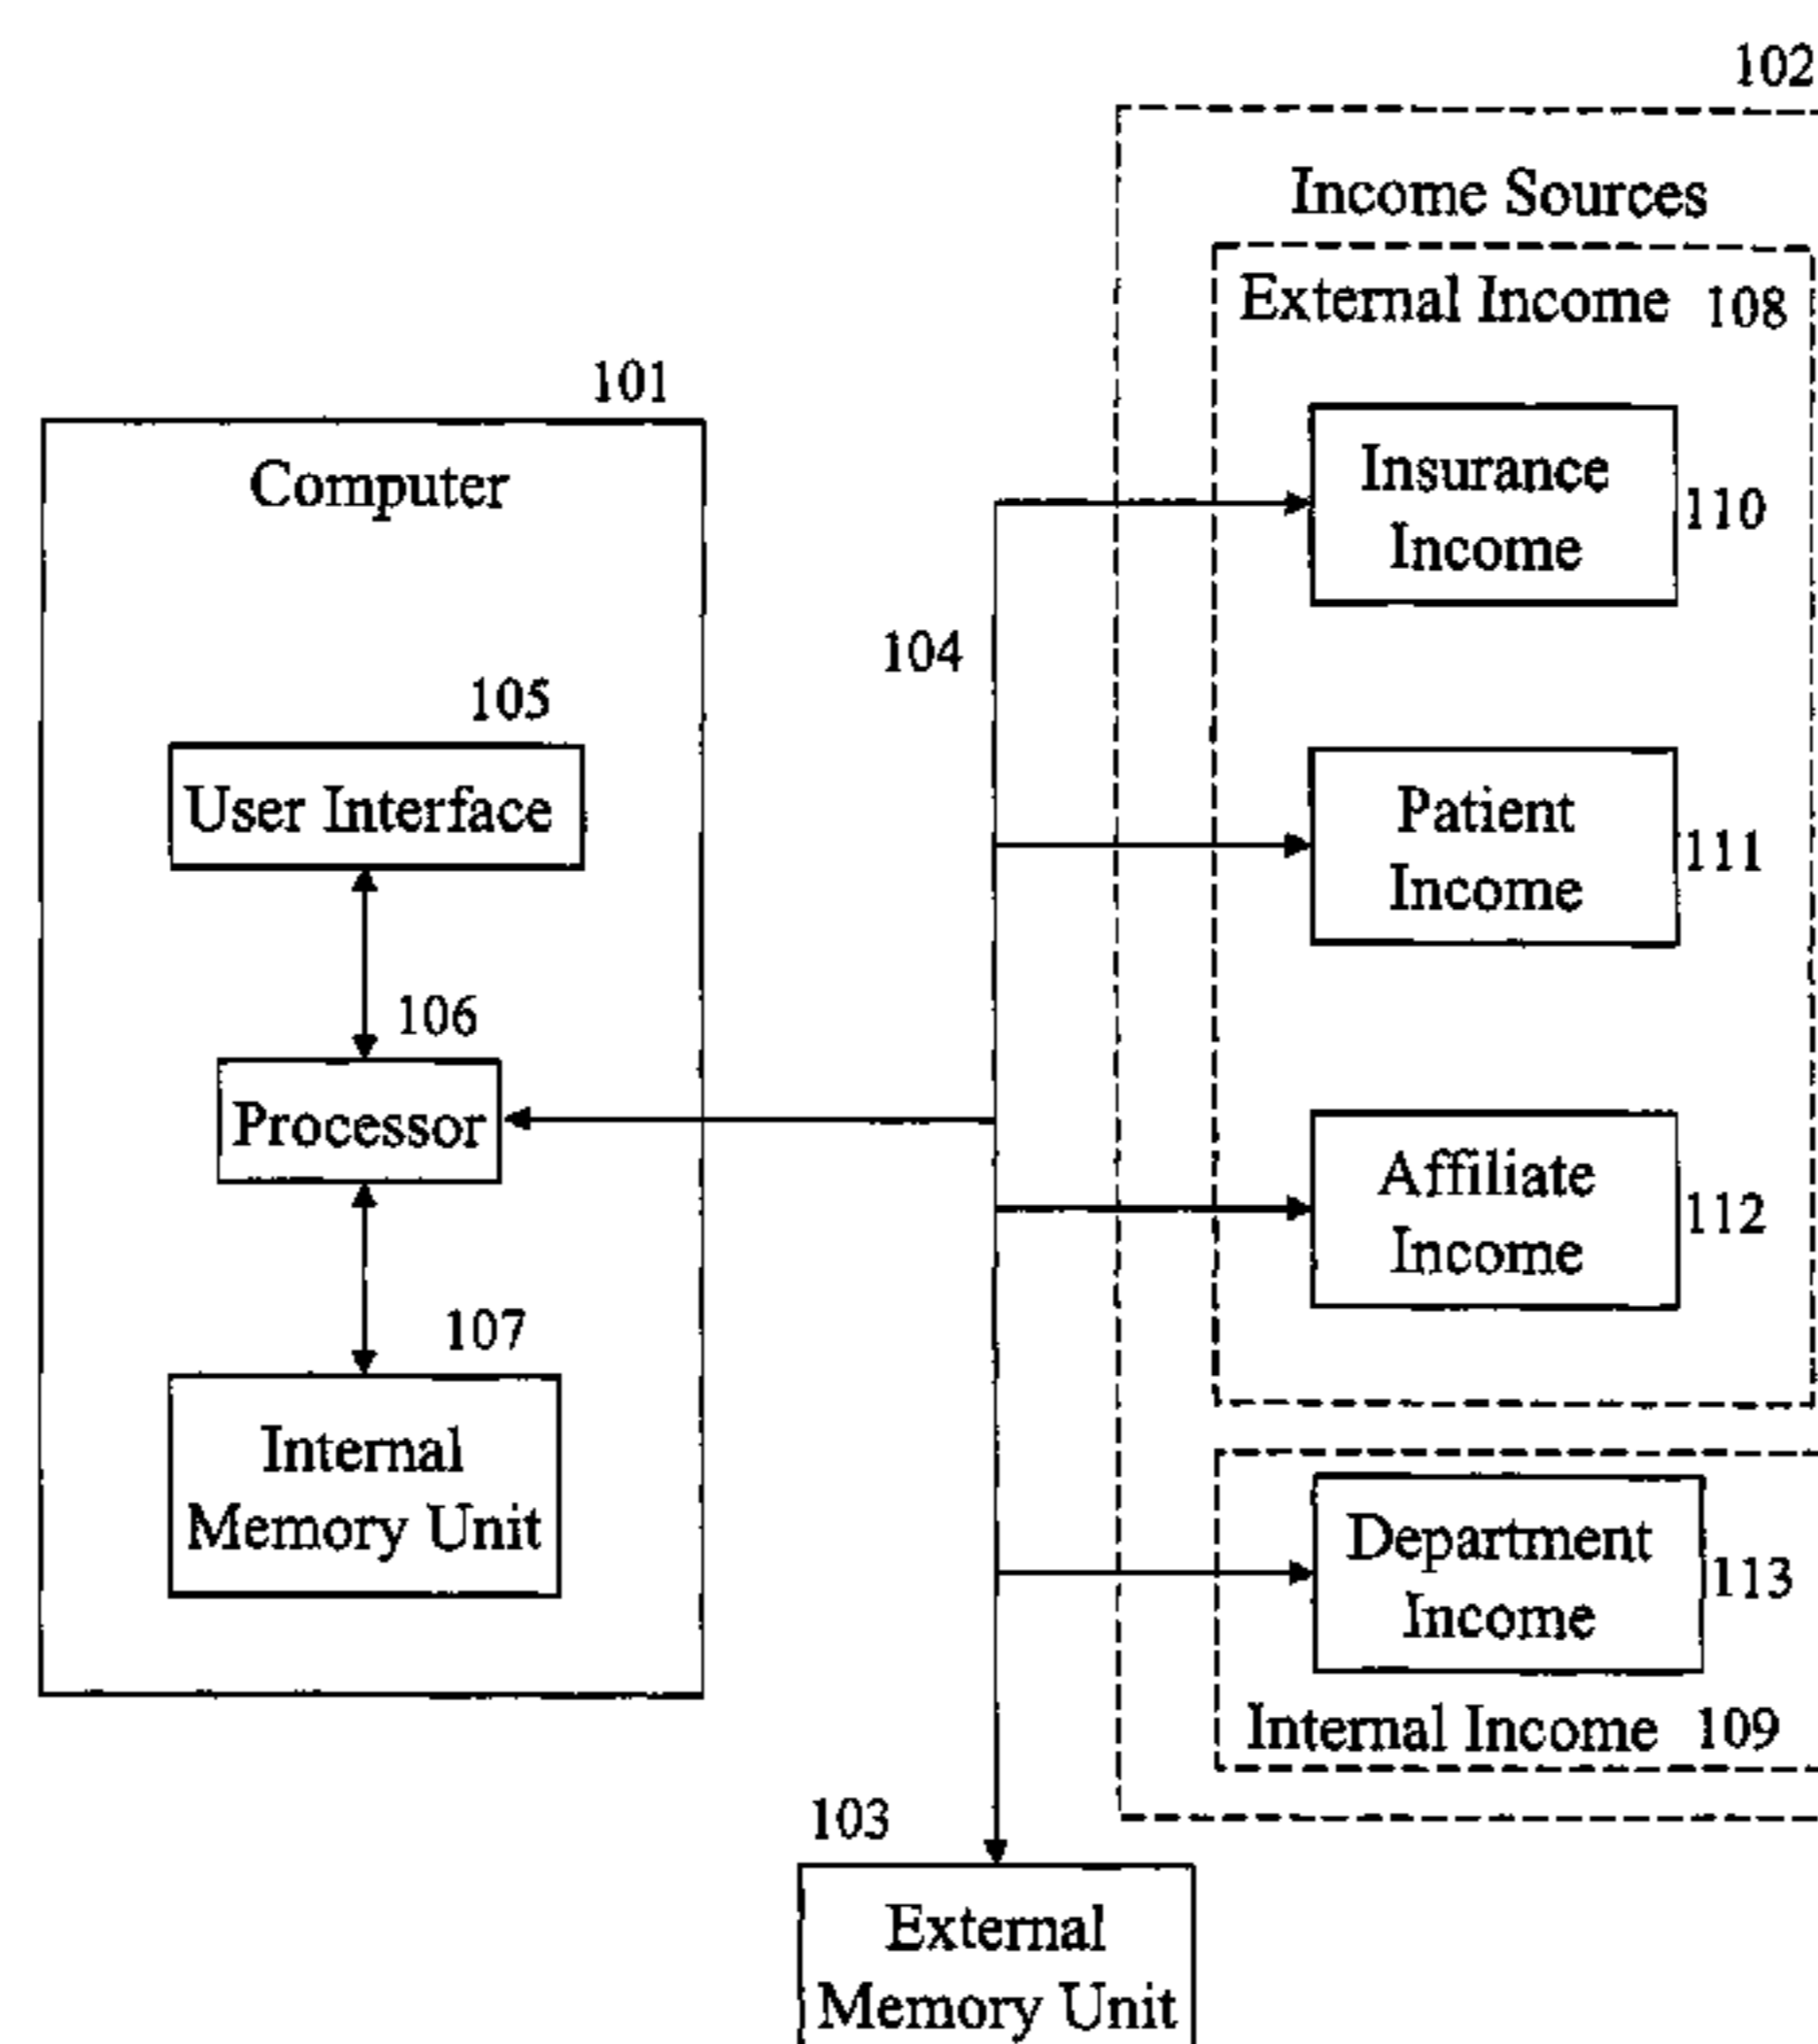 102
Income Sources
External Income 108
101
Computer
Insurance
Income
110
104
105
User Interface
Patient
Income
111
106
Processor
Affiliate
Income
112
107
Internal
Memory Unit
Department
Income
113
Internal Income 109
103
External
Memory Unit